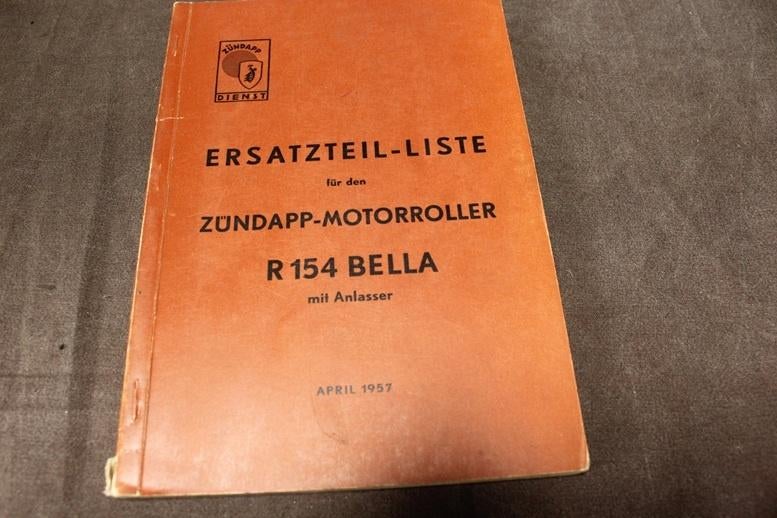 ZÜNDAPP
DIENST
ERSATZTEIL-LISTE
für den
ZÜNDAPP-MOTORROLLER
R 154 BELLA
mit Anlasser
APRIL 1957